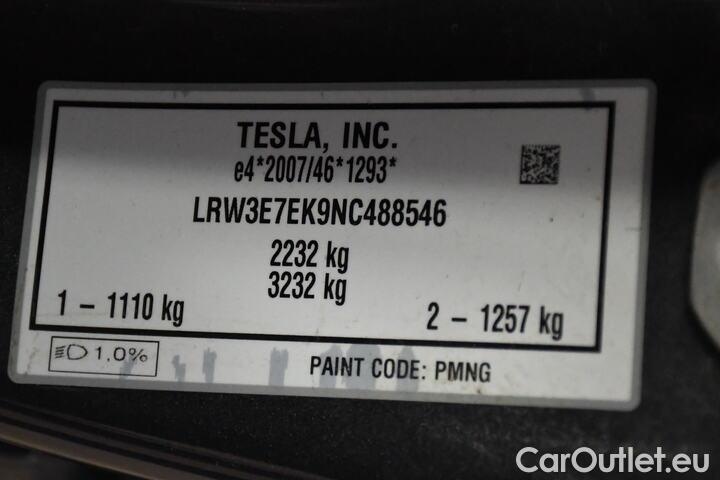 TESLA, INC.
e4*2007/46*1293*
LRW3E7EK9NC488546
2232 kg
3232 kg
1 – 1110 kg
2 – 1257 kg
1.0%
PAINT CODE: PMNG
CarOutlet.eu